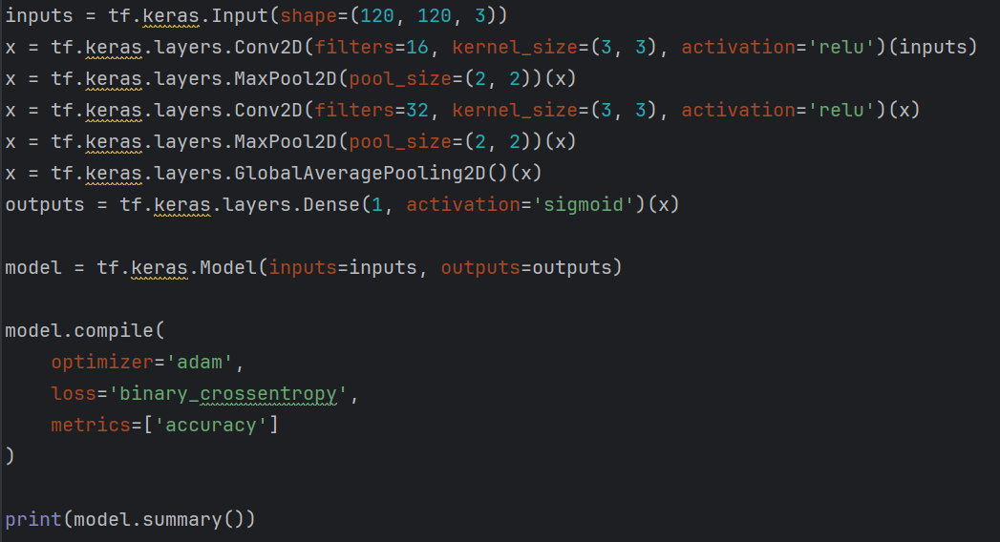 inputs = tf.keras.Input(shape=(120, 120, 3))
x = tf.keras.layers.Conv2D(filters=16, kernel_size=(3, 3), activation='relu')(inputs)
x = tf.keras.layers.MaxPool2D(pool_size=(2, 2))(x)
x = tf.keras.layers.Conv2D(filters=32, kernel_size=(3, 3), activation='relu')(x)
x = tf.keras.layers.MaxPool2D(pool_size=(2, 2))(x)
x = tf.keras.layers.GlobalAveragePooling2D()(x)
outputs = tf.keras.layers.Dense(1, activation='sigmoid')(x)

model = tf.keras.Model(inputs=inputs, outputs=outputs)

model.compile(
    optimizer='adam',
    loss='binary_crossentropy',
    metrics=['accuracy']
)

print(model.summary())